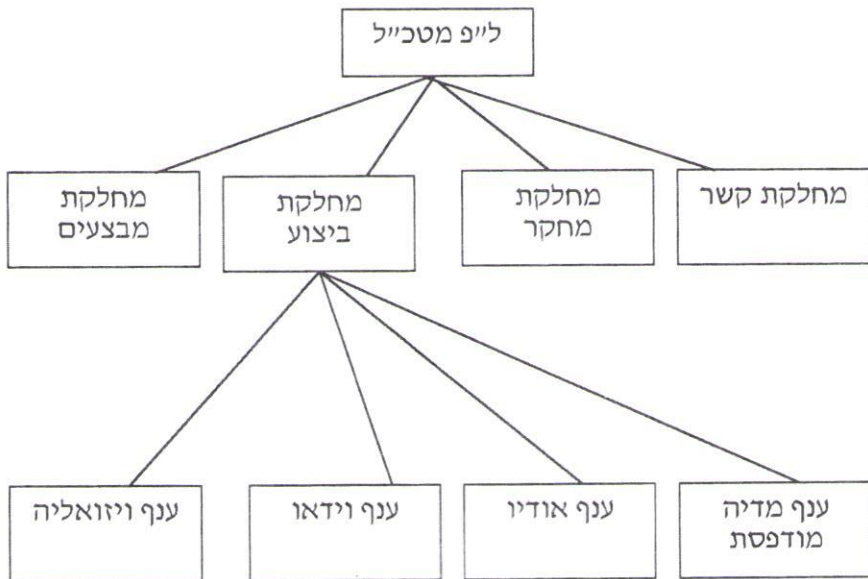 ל״פ מטכ״ל
מחלקת קשר
מחלקת
מחקר
מחלקת
ביצוע
מחלקת
מבצעים
ענף מדיה
מודפסת
ענף אודיו
ענף וידאו
ענף ויזואליה